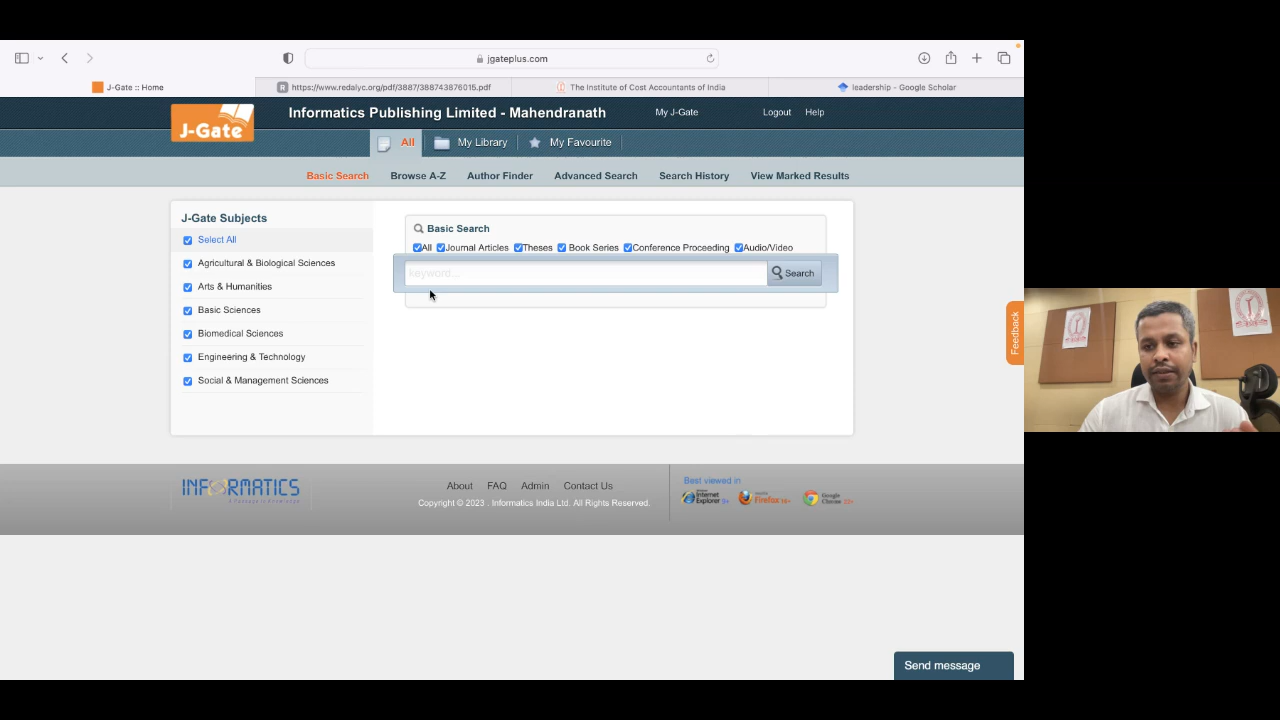 jgateplus.com
J-Gate :: Home
https://www.redalyc.org/pdf/3887/388743876015.pdf
The Institute of Cost Accountants of India
leadership - Google Scholar
J-Gate
Informatics Publishing Limited - Mahendranath
My J-Gate
Logout
Help
All
My Library
My Favourite
Basic Search
Browse A-Z
Author Finder
Advanced Search
Search History
View Marked Results
J-Gate Subjects
Select All
Agricultural & Biological Sciences
Arts & Humanities
Basic Sciences
Biomedical Sciences
Engineering & Technology
Social & Management Sciences
Basic Search
All Journal Articles Theses Book Series Conference Proceeding Audio/Video
keyword...
Search
Feedback
INFORMATICS
About FAQ Admin Contact Us
Copyright © 2023 . Informatics India Ltd. All Rights Reserved.
Best viewed in
Internet Explorer
Firefox
Google Chrome
Send message